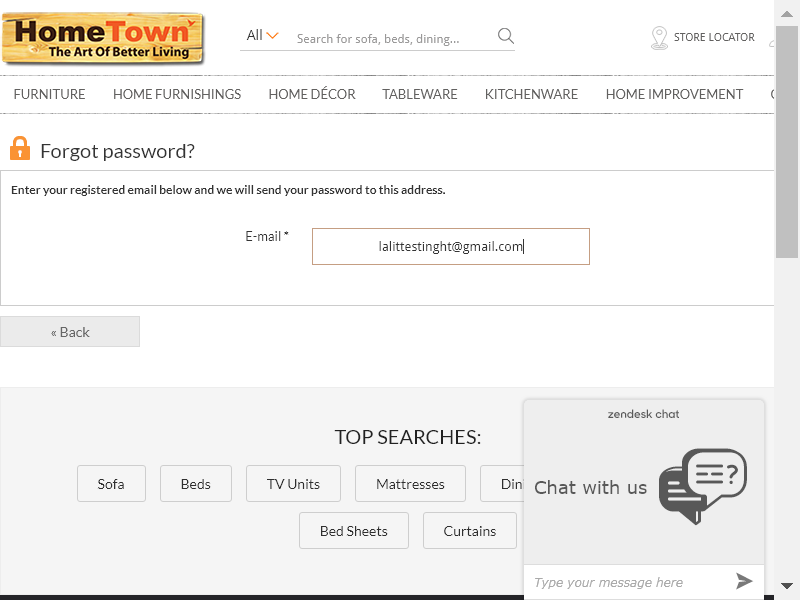 HomeTown
The Art Of Better Living
All
Search for sofa, beds, dining...
STORE LOCATOR
FURNITURE
HOME FURNISHINGS
HOME DÉCOR
TABLEWARE
KITCHENWARE
HOME IMPROVEMENT
Forgot password?
Enter your registered email below and we will send your password to this address.
E-mail *
lalittestinght@gmail.com
« Back
TOP SEARCHES:
Sofa
Beds
TV Units
Mattresses
Bed Sheets
Curtains
zendesk chat
Chat with us
Type your message here